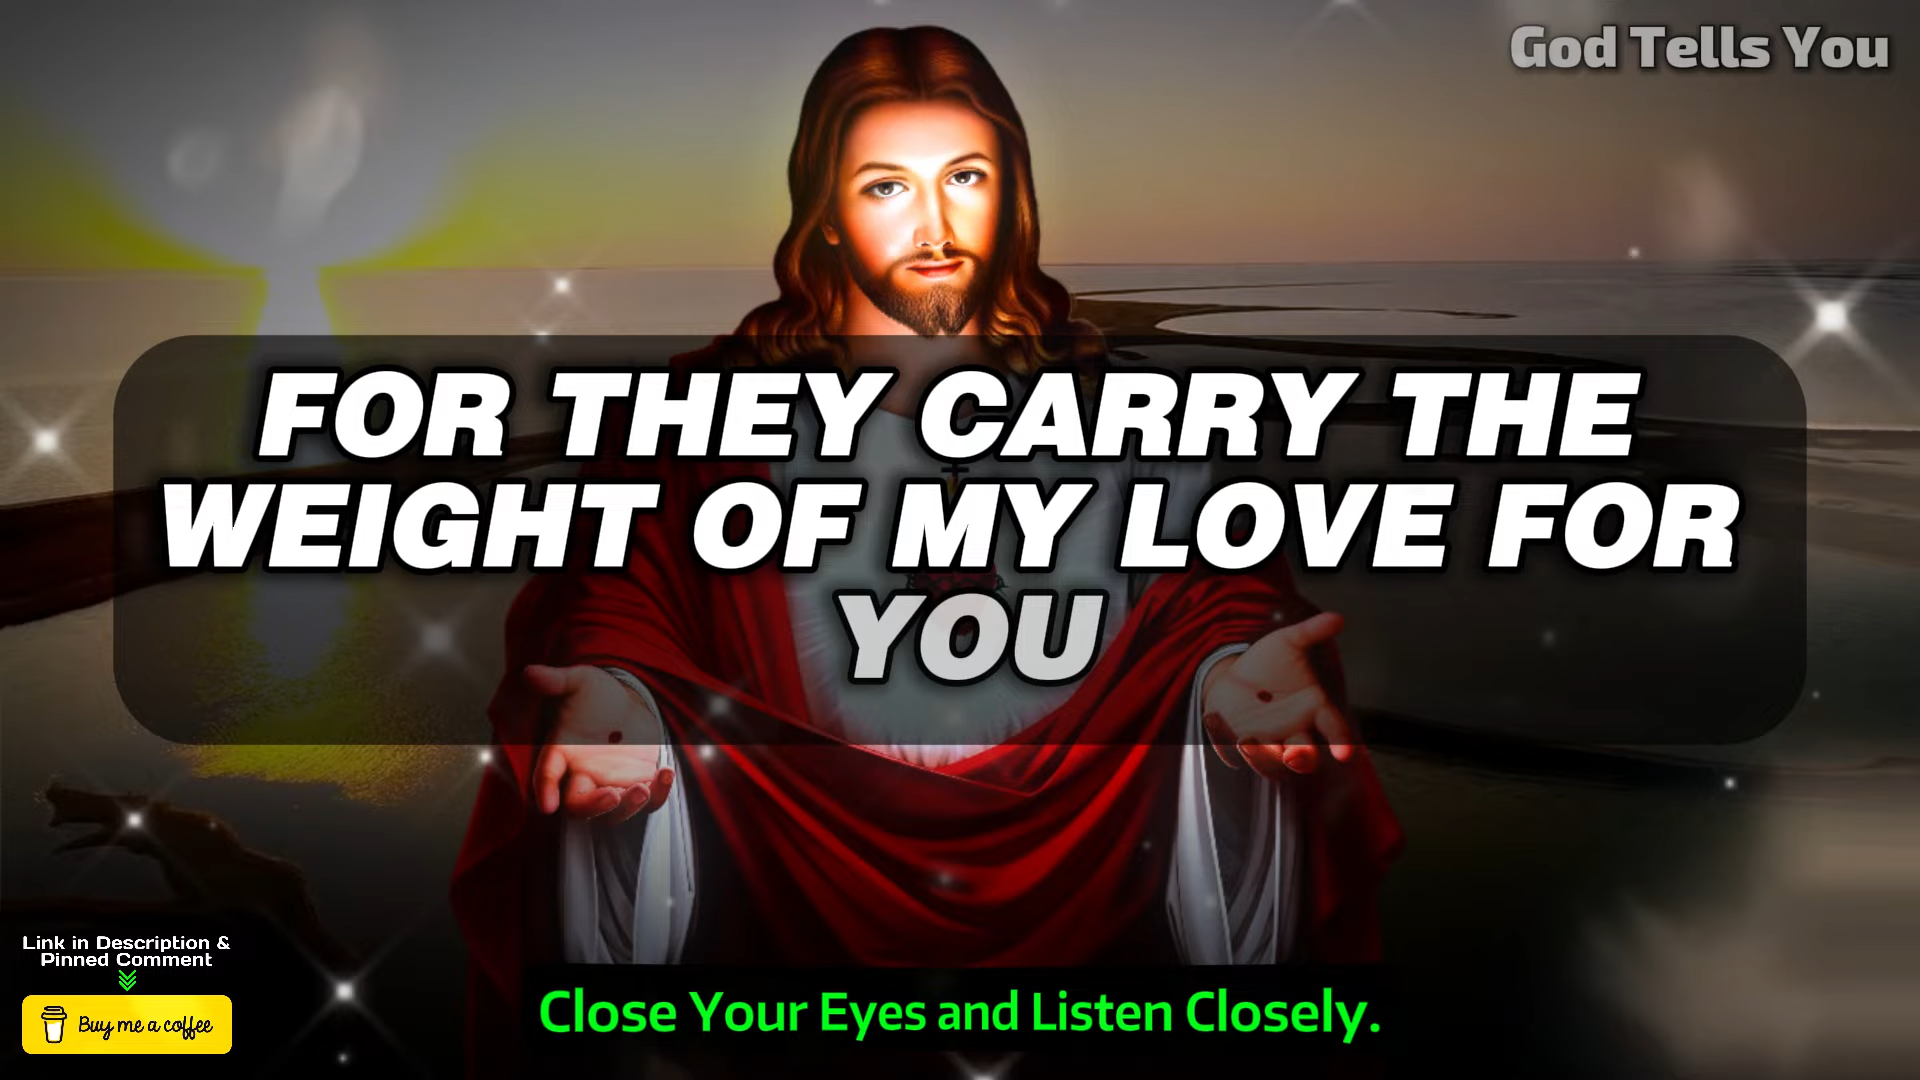 God Tells You
FOR THEY CARRY THE
WEIGHT OF MY LOVE FOR
YOU
Link in Description &
Pinned Comment
Buy me a coffee
Close Your Eyes and Listen Closely.